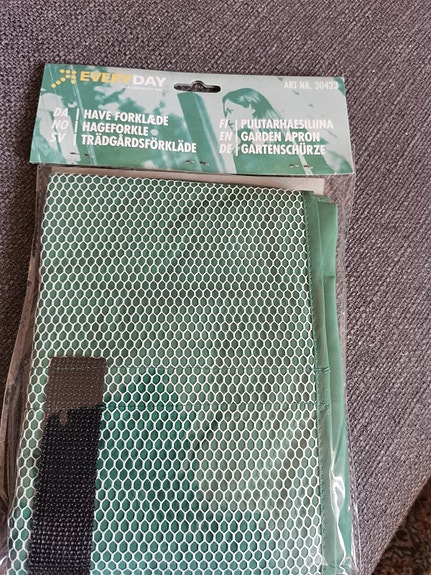 EVERYDAY
ART NR. 30423
DA | HAVE FORKLÆDE
NO | HAGEFORKLE
SV | TRÄDGÅRDSFÖRKLÄDE
FI | PUUTARHAESILIINA
EN | GARDEN APRON
DE | GARTENSCHÜRZE